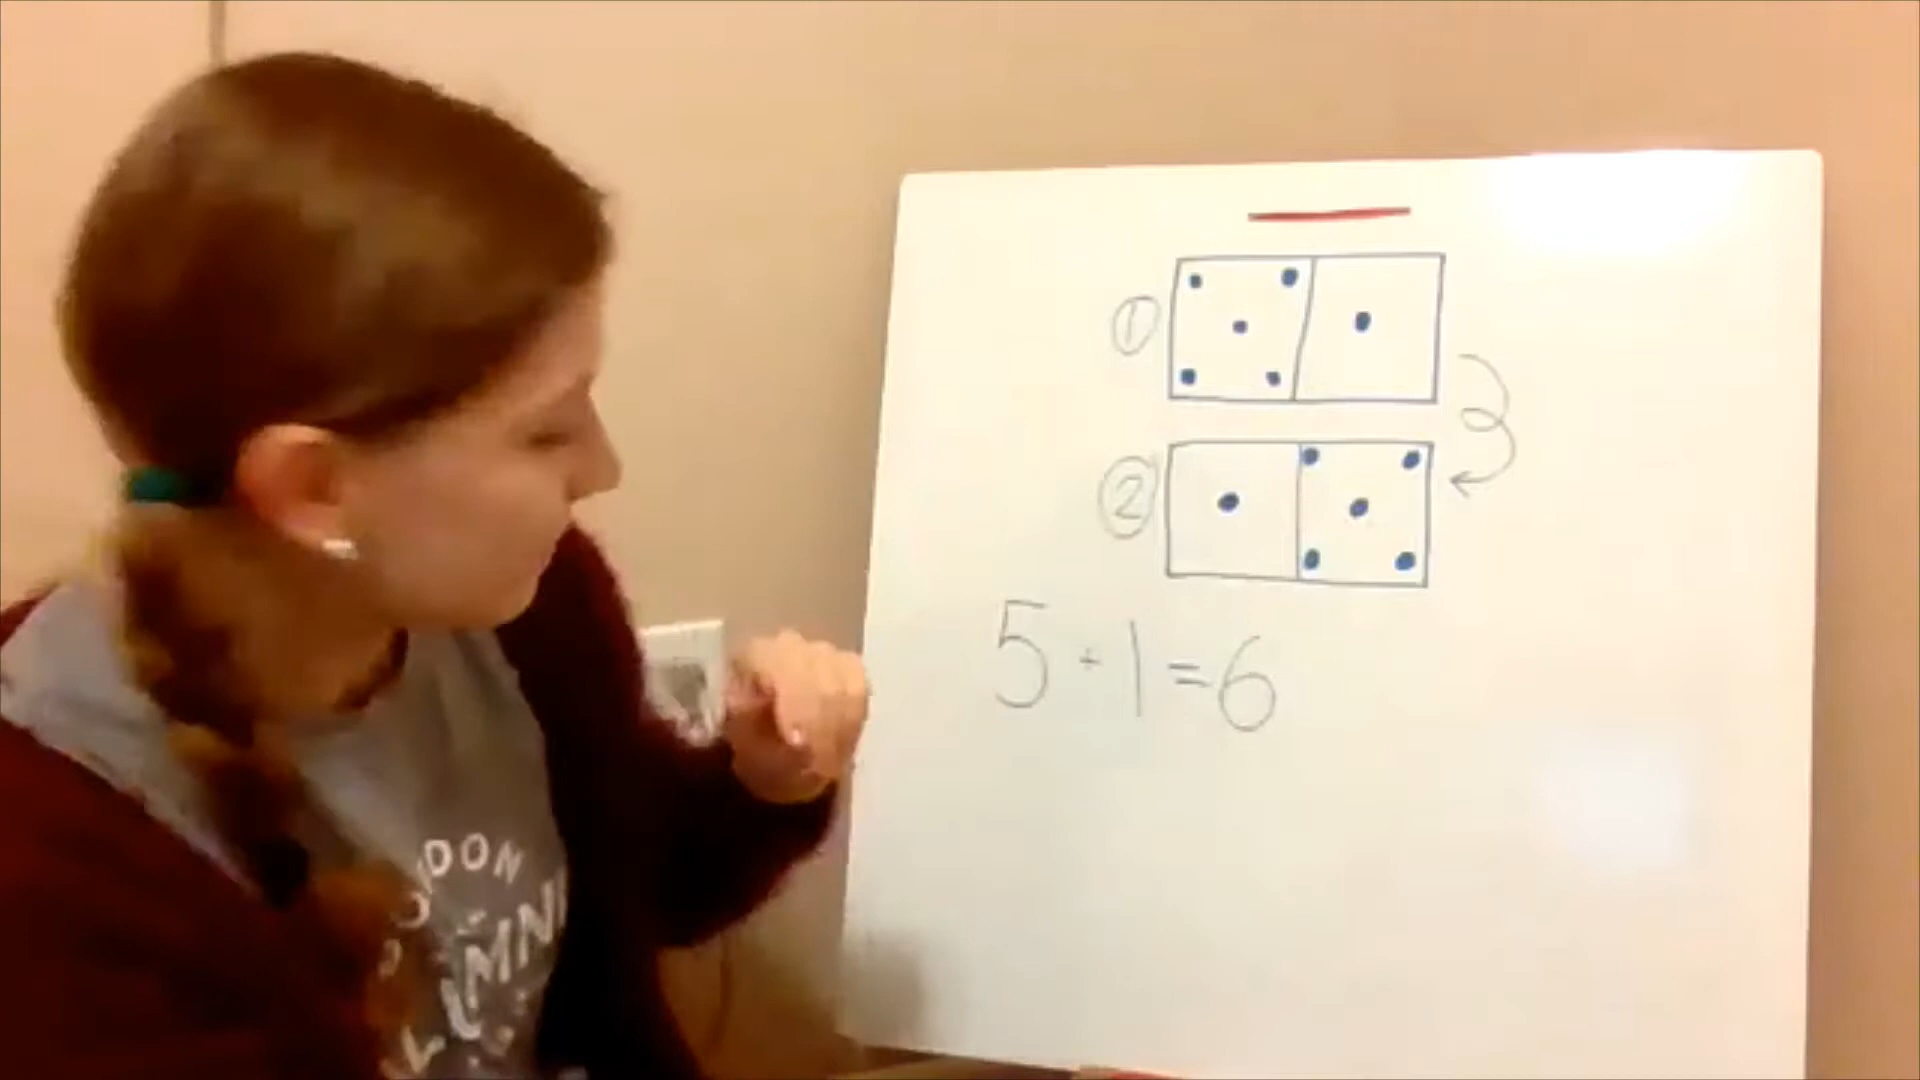 ①
②
5 + 1 = 6